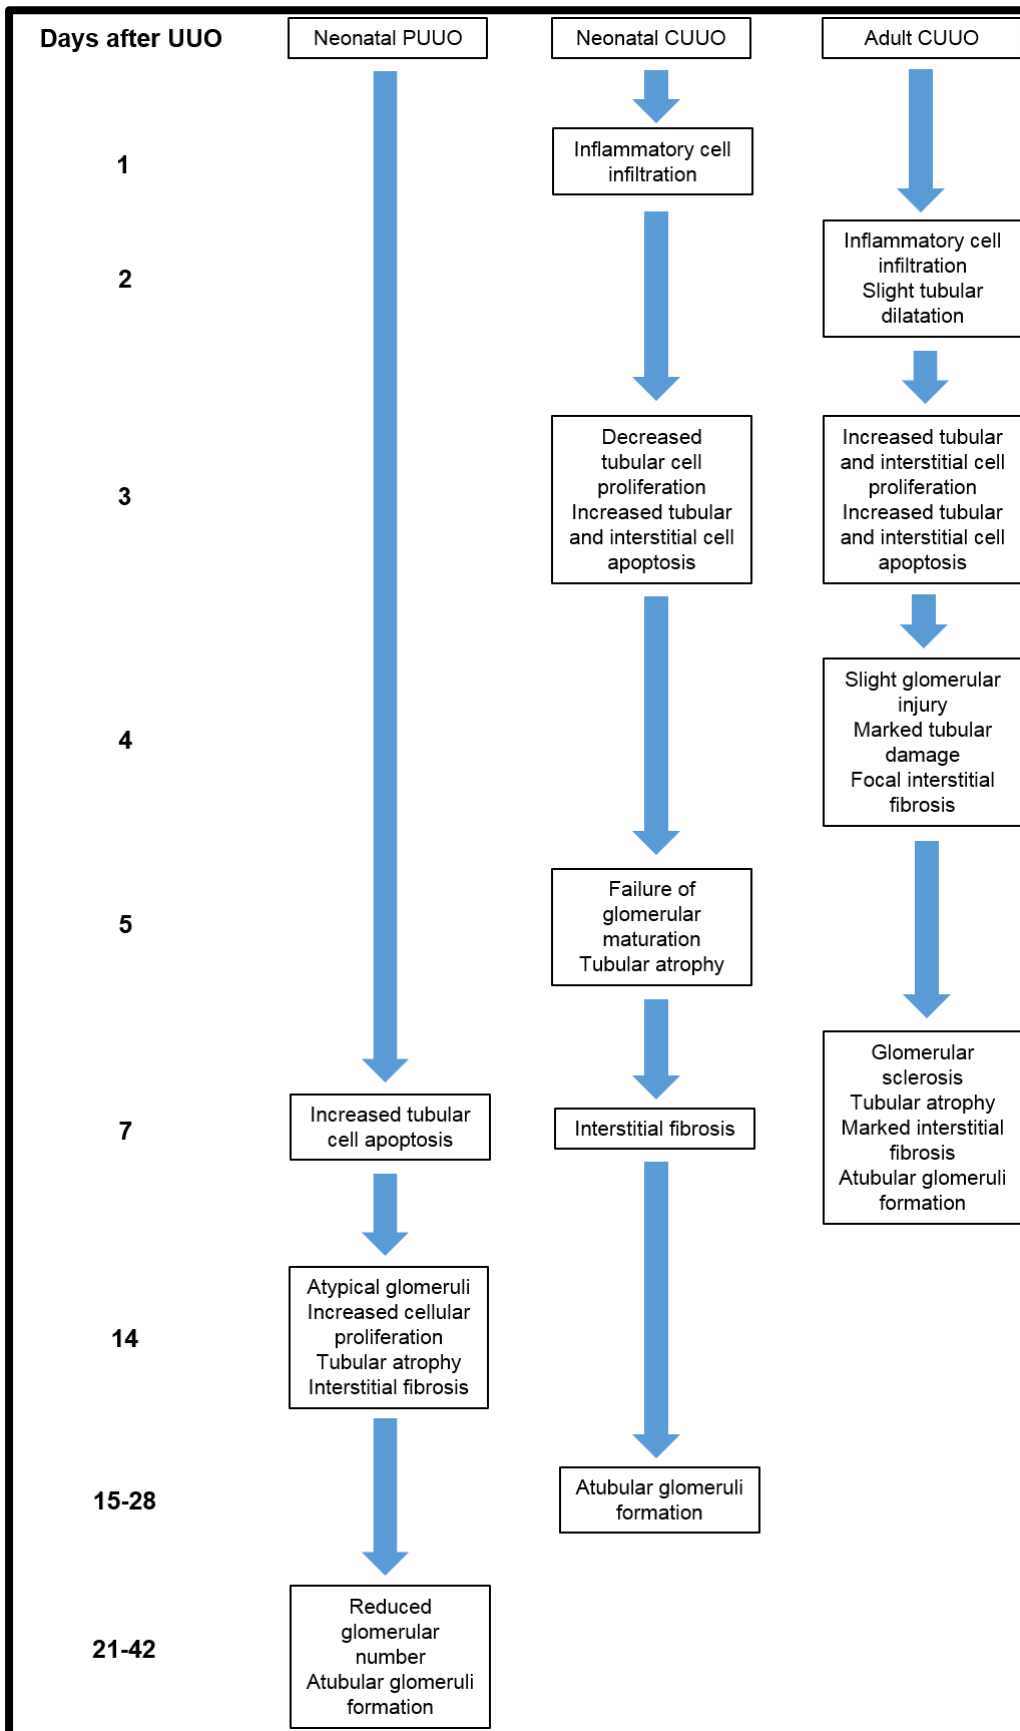 Days after UUO
Neonatal PUUO
Neonatal CUUO
Adult CUUO
1
Inflammatory cell
infiltration
2
Inflammatory cell
infiltration
Slight tubular
dilatation
3
Decreased
tubular cell
proliferation
Increased tubular
and interstitial cell
apoptosis
Increased tubular
and interstitial cell
proliferation
Increased tubular
and interstitial cell
apoptosis
4
Slight glomerular
injury
Marked tubular
damage
Focal interstitial
fibrosis
5
Failure of
glomerular
maturation
Tubular atrophy
7
Increased tubular
cell apoptosis
Interstitial fibrosis
Glomerular
sclerosis
Tubular atrophy
Marked interstitial
fibrosis
Atubular glomeruli
formation
14
Atypical glomeruli
Increased cellular
proliferation
Tubular atrophy
Interstitial fibrosis
15-28
Atubular glomeruli
formation
21-42
Reduced
glomerular
number
Atubular glomeruli
formation